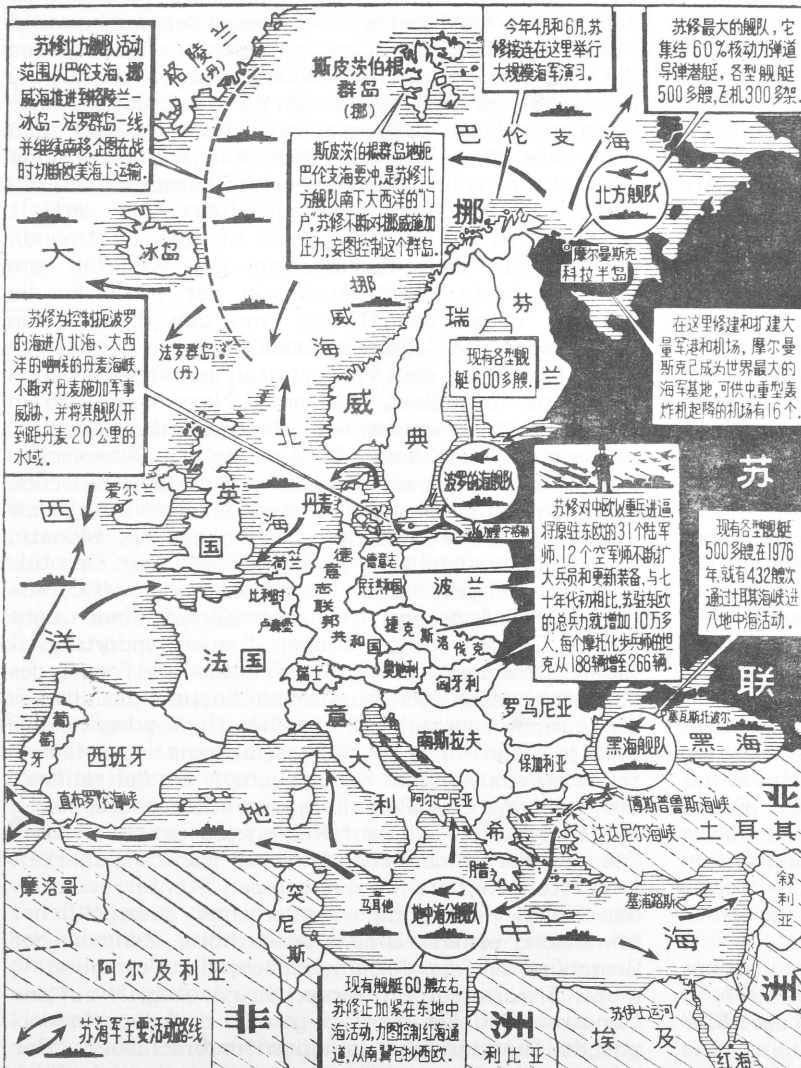 苏修北方舰队活动
范围从巴伦支海、挪
威海推进到格陵兰—
冰岛—法罗群岛一线,
并继续南移,企图在战
时切断欧美海上运输.
格陵兰
(丹)
斯皮茨伯根
群岛
(挪)
今年4月和6月,苏
修接连在这里举行
大规模海军演习.
苏修最大的舰队,它
集结60%核动力弹道
导弹潜艇,各型舰艇
500多艘,飞机300多架.
巴伦支海
斯皮茨伯根群岛地扼
巴伦支海要冲,是苏修北
方舰队南下大西洋的"门
户".苏修不断对挪威施加
压力,妄图控制这个群岛.
北方舰队
摩尔曼斯克
科拉半岛
冰岛
大
西
洋
挪
威
海
挪
威
瑞
典
芬
兰
法罗群岛
(丹)
苏修为控制扼波罗
的海进入北海、大西
洋的咽喉的丹麦海峡,
不断对丹麦施加军事
威胁,并将其舰队开
到距丹麦20公里的
水域.
现有各型舰
艇600多艘.
在这里修建和扩建大
量军港和机场,摩尔曼
斯克已成为世界最大的
海军基地,可供中重型轰
炸机起降的机场有16个.
波罗的海舰队
加里宁格勒
苏
联
爱尔兰
英
国
北
海
丹麦
荷兰
比利时
德
意
志
联
邦
共和国
德意志
民主共和国
波兰
捷克斯洛伐克
苏修对中欧以重兵进逼,
将原驻东欧的31个陆军
师、12个空军师不断扩
大兵员和更新装备.与七
十年代初相比,苏驻东欧
的总兵力就增加10万多
人,每个摩托化步兵师的坦
克从188辆增至266辆.
现有各型舰艇
500多艘,在1976
年,就有432艘次
通过土耳其海峡进
入地中海活动.
法国
瑞士
奥地利
匈牙利
罗马尼亚
塞瓦斯托波尔
黑海
黑海舰队
葡萄牙
西班牙
直布罗陀海峡
意
大
利
南斯拉夫
保加利亚
阿尔巴尼亚
希
腊
博斯普鲁斯海峡
达达尼尔海峡
土耳其
亚
洲
地
中
海
马耳他
地中海分舰队
塞浦路斯
叙利亚
摩洛哥
阿尔及利亚
突尼斯
现有舰艇60艘左右,
苏修正加紧在东地中
海活动,力图控制红海通
道,从南翼包抄西欧.
非
洲
利比亚
苏伊士运河
埃及
红海
苏海军主要活动路线